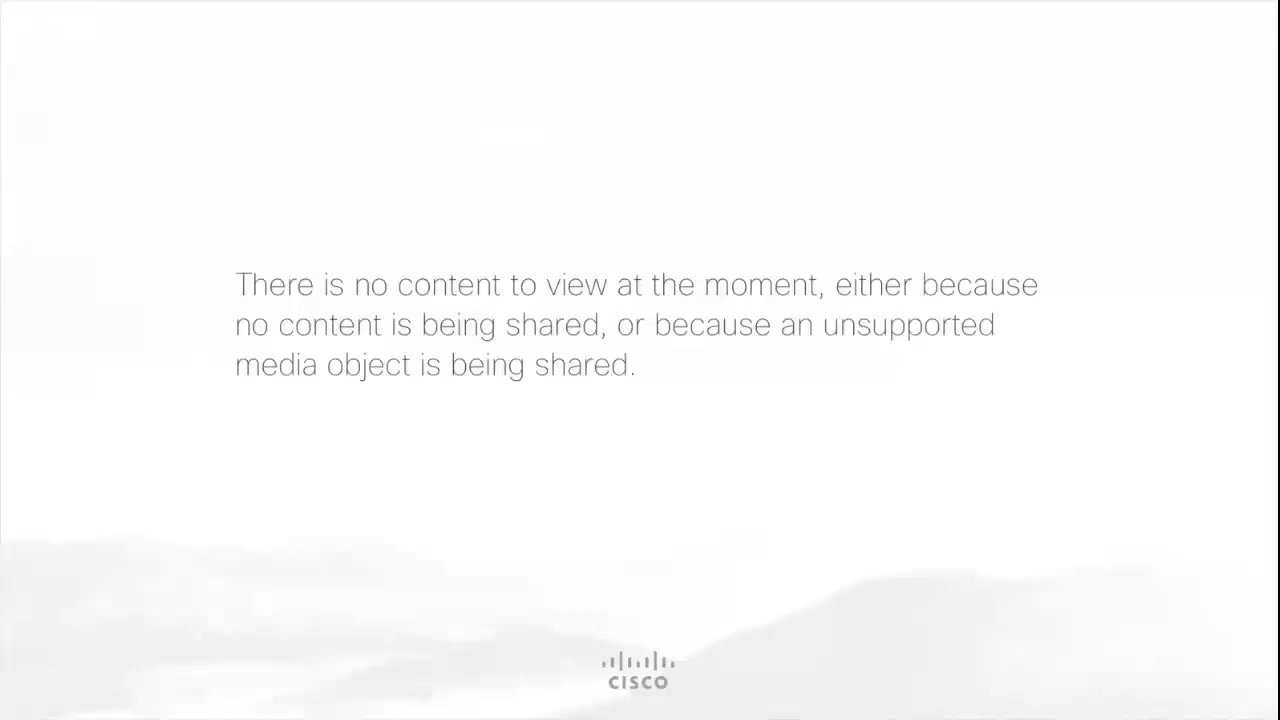 There is no content to view at the moment, either because
no content is being shared, or because an unsupported
media object is being shared.
CISCO